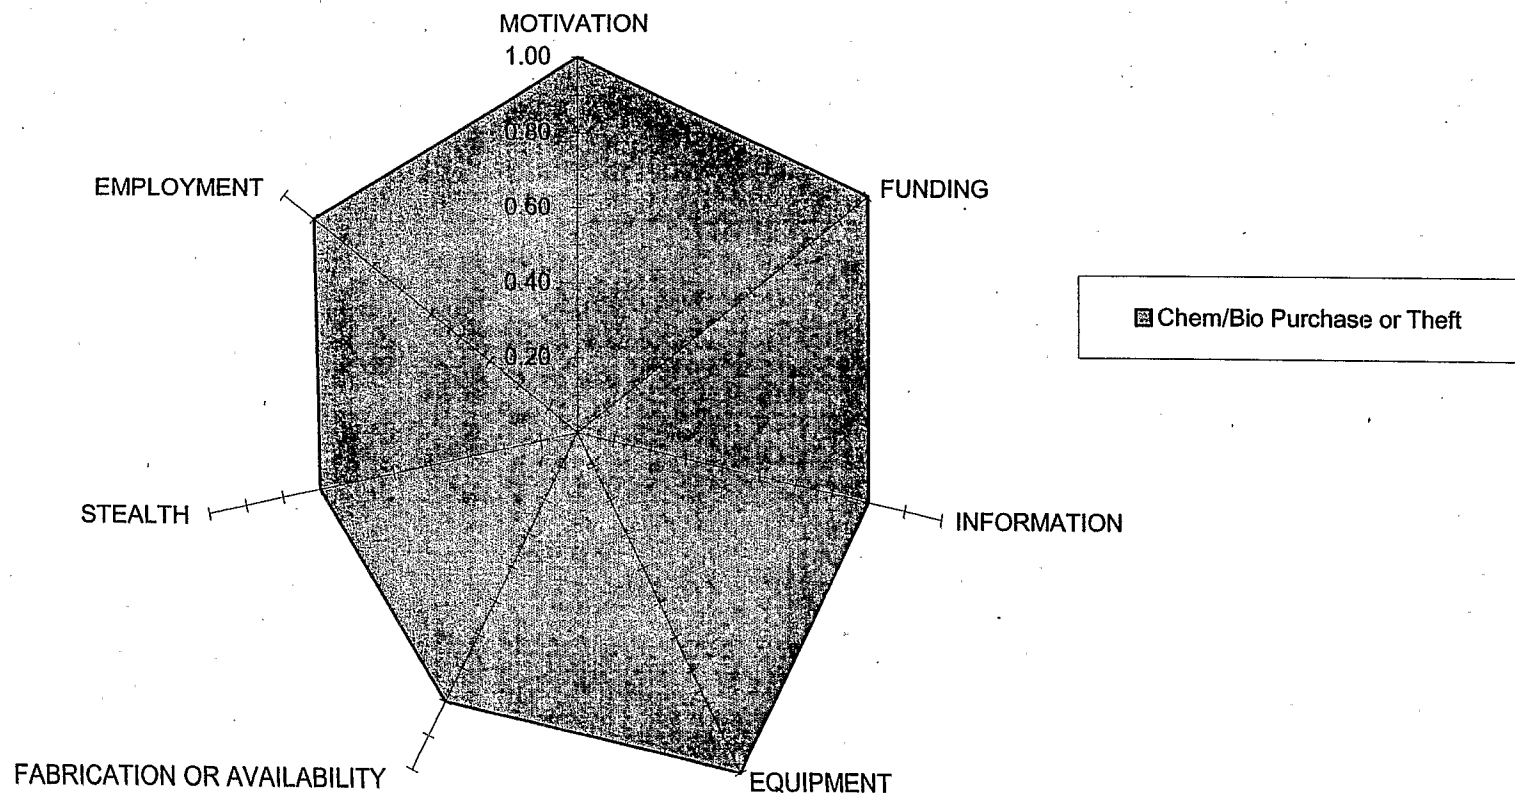 MOTIVATION
1.00
0.80
0.60
0.40
0.20
FUNDING
INFORMATION
EQUIPMENT
FABRICATION OR AVAILABILITY
STEALTH
EMPLOYMENT
Chem/Bio Purchase or Theft